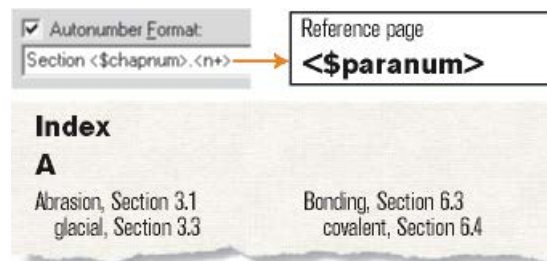 Autonumber Format:
Section <$chapnum>.<n+>
Reference page
<$paranum>
Index
A
Abrasion, Section 3.1
glacial, Section 3.3
Bonding, Section 6.3
covalent, Section 6.4